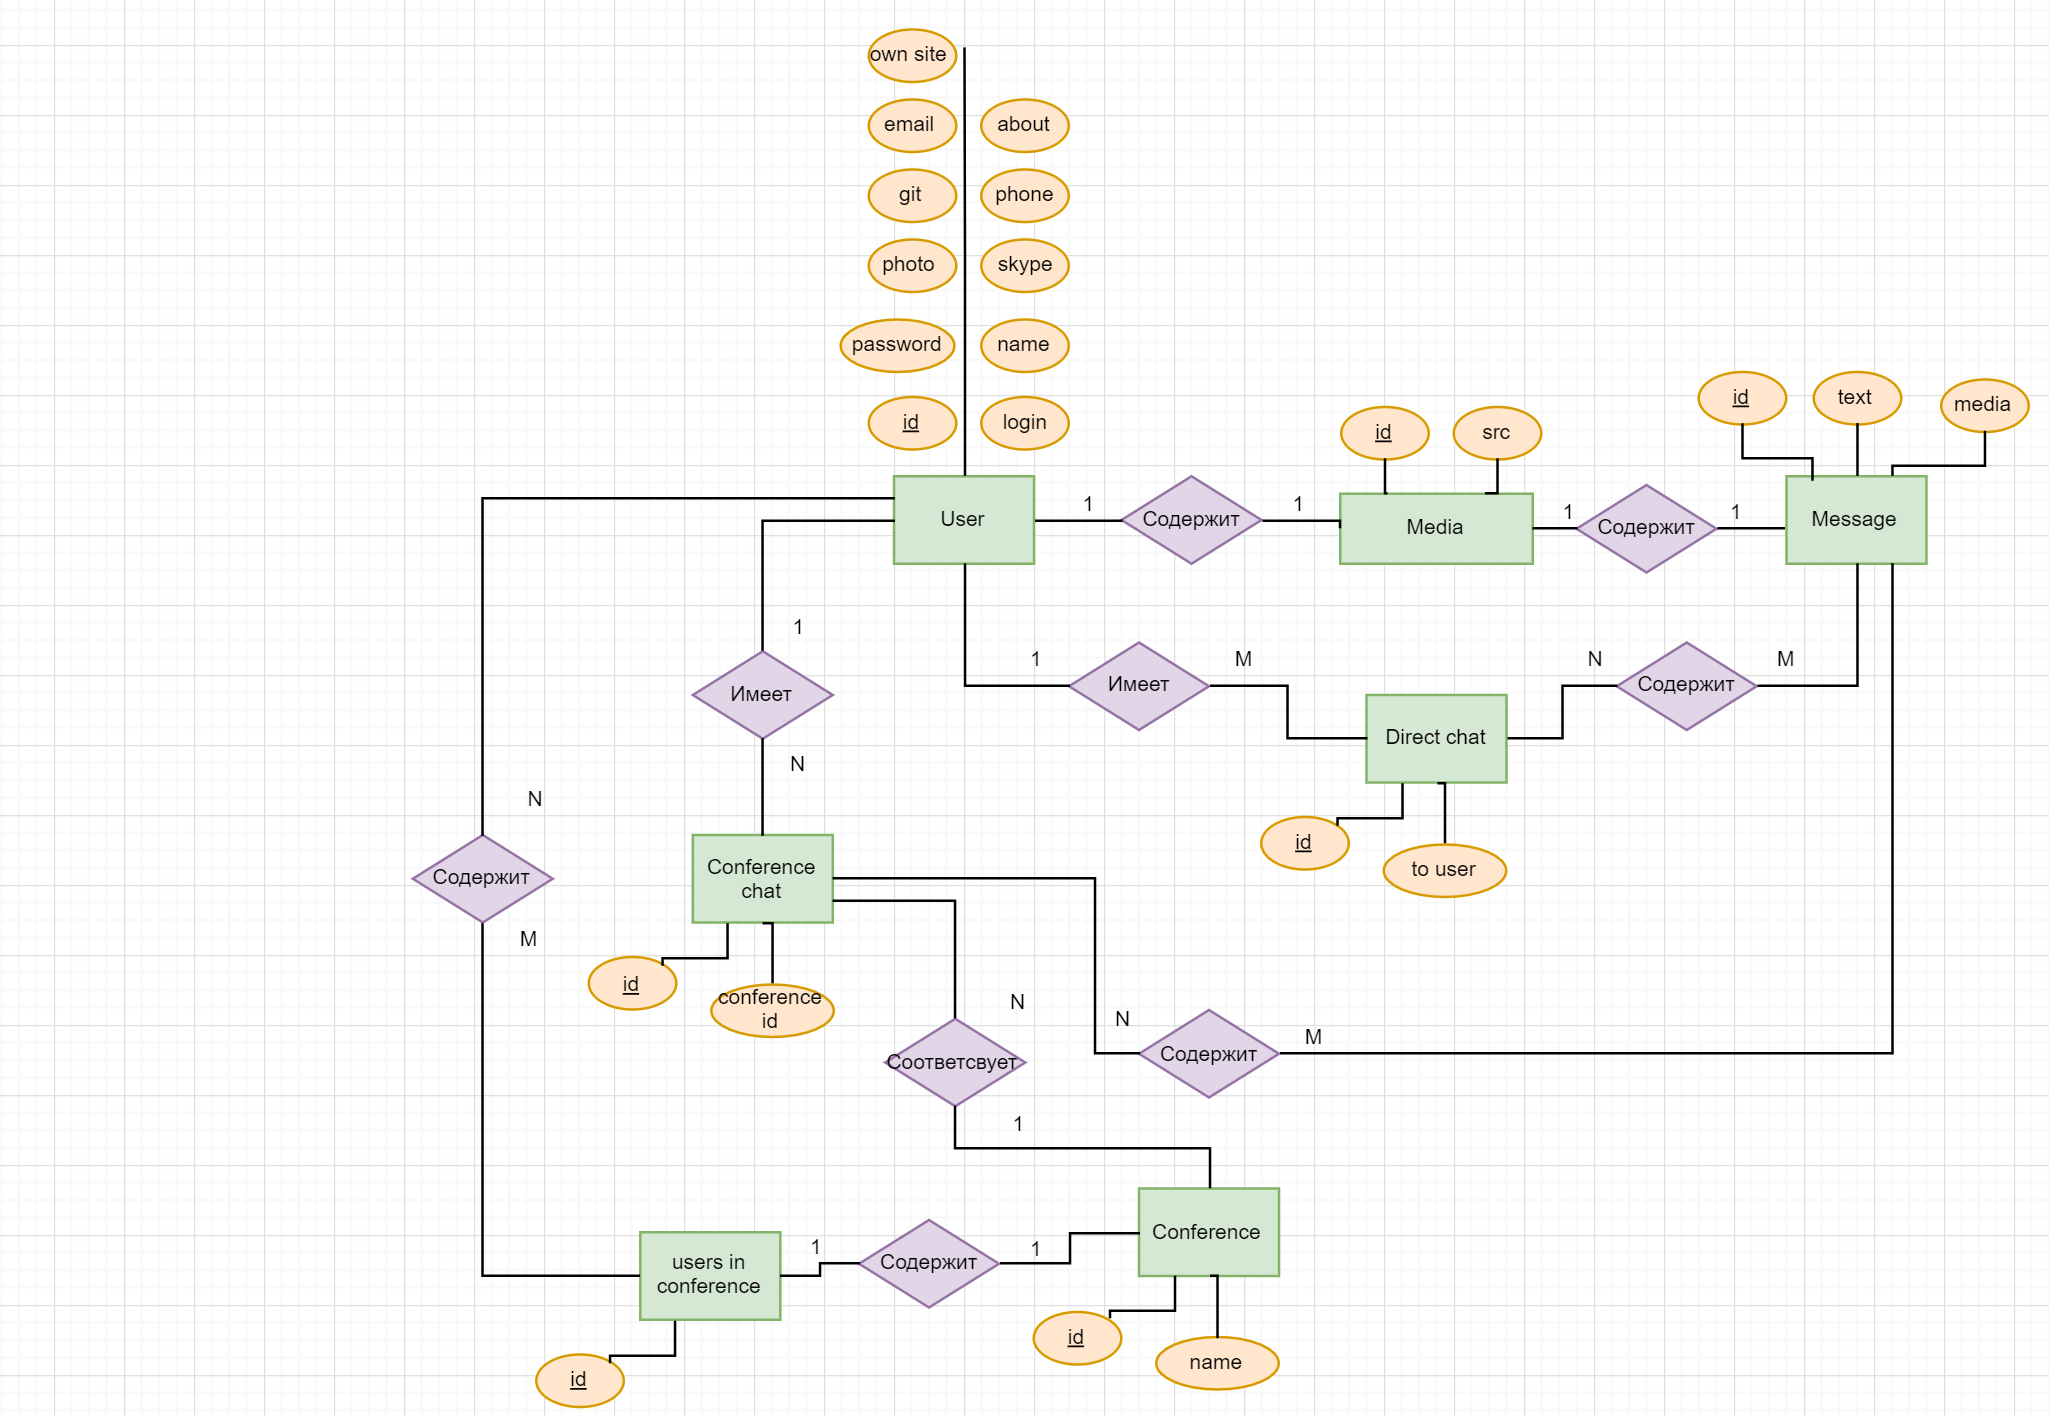 own site
email
about
git
phone
photo
skype
password
name
id
login
id
text
media
id
src
User
1
Содержит
1
Media
1
Содержит
1
Message
1
Имеет
1
Имеет
M
N
Содержит
M
Direct chat
N
N
id
to user
Содержит
Conference
chat
M
id
conference
id
N
N
Содержит
M
Соответсвует
1
Conference
users in
conference
1
Содержит
1
id
name
id